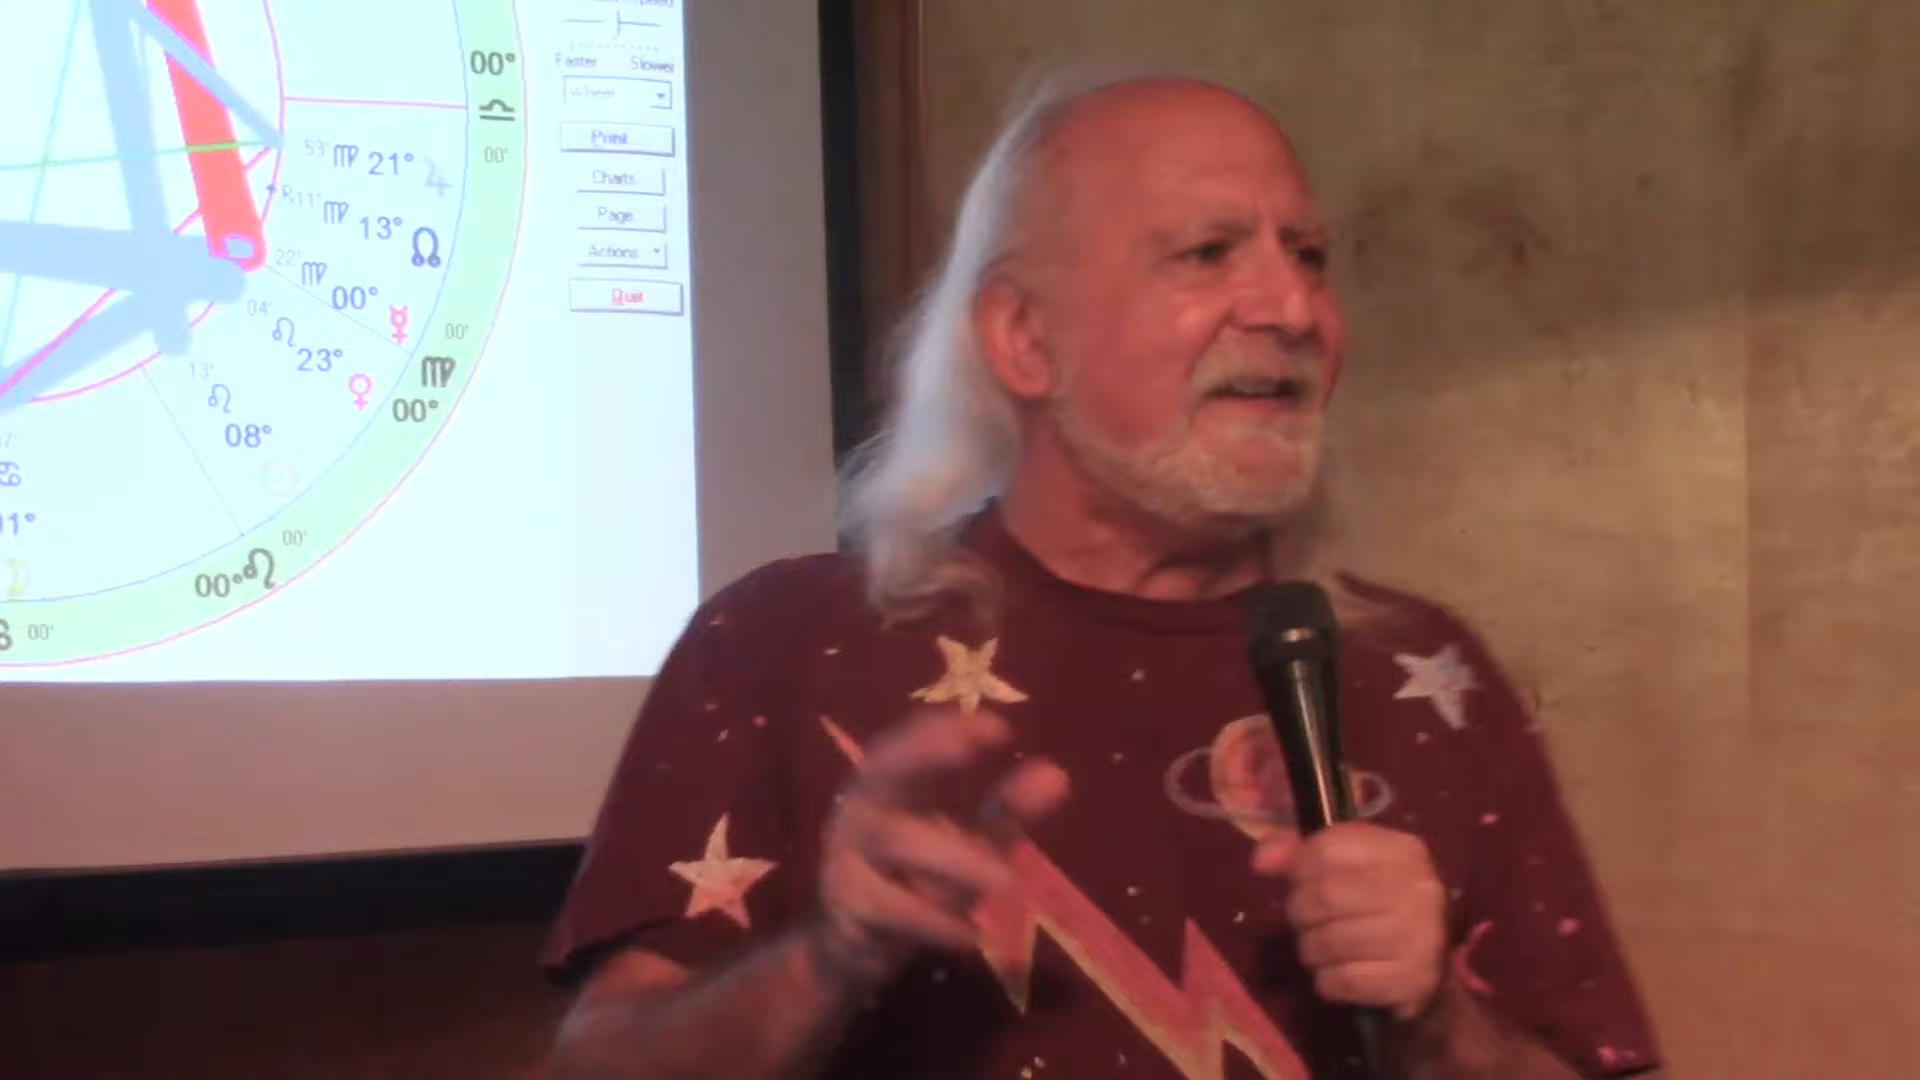 Faster Slower
Wheel
Print...
Charts
Page
Actions
Quit
00°
♎
00'
53' ♍ 21° ♃
R11' ♍ 13° ☊
22' ♍ 00° ☿
04' ♌ 23° ♀
13' ♌ 08° ☉
00'
♍
00°
00'
00° ♌
00'